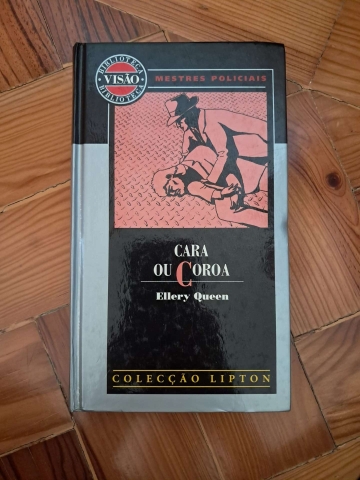 BIBLIOTECA
VISÃO
BIBLIOTECA
MESTRES POLICIAIS
CARA
OU COROA
Ellery Queen
COLECÇÃO LIPTON